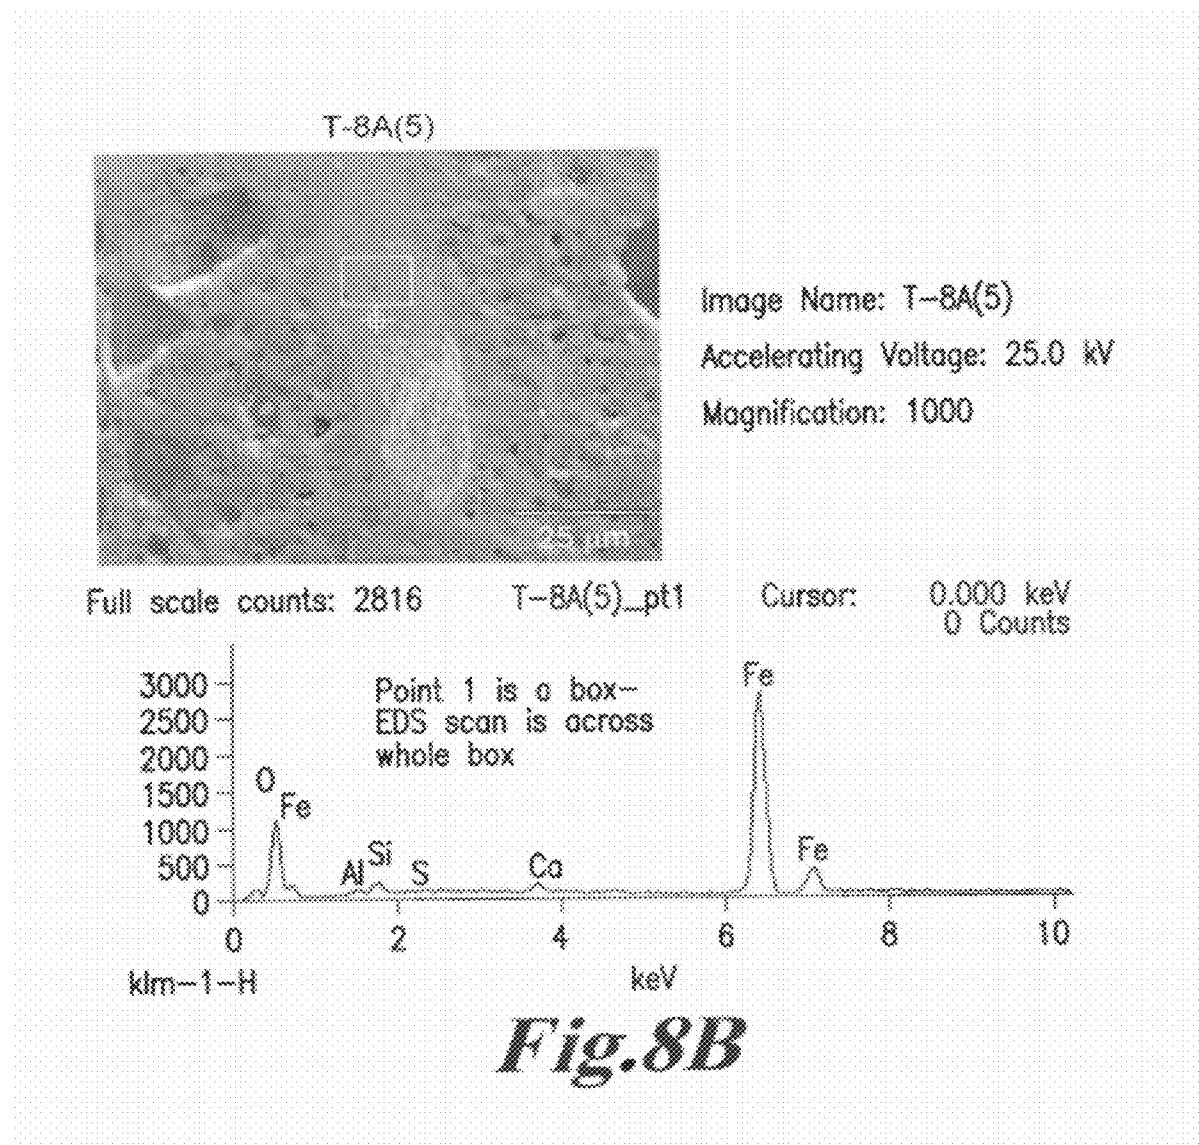 T-8A(5)
Image Name: T-8A(5)
Accelerating Voltage: 25.0 kV
Magnification: 1000
25 μm
Full scale counts: 2816 T-8A(5)_pt1 Cursor: 0.000 keV
0 Counts
3000
2500
2000
1500
1000
500
0
Point 1 is a box-
EDS scan is across
whole box
O
Fe
Al
Si
S
Ca
Fe
Fe
0 2 4 6 8 10
klm-1-H keV
Fig.8B